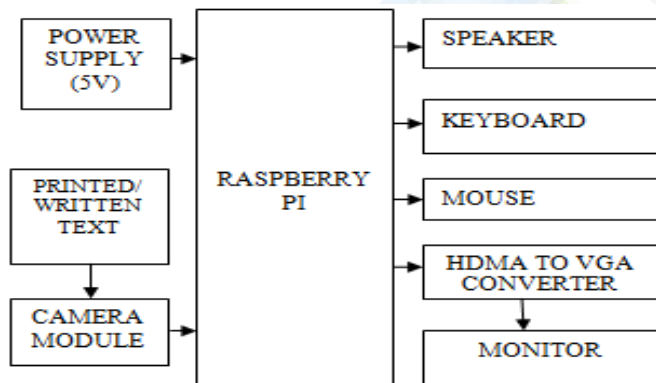 POWER
SUPPLY
(5V)
PRINTED/
WRITTEN
TEXT
CAMERA
MODULE
RASPBERRY
PI
SPEAKER
KEYBOARD
MOUSE
HDMA TO VGA
CONVERTER
MONITOR